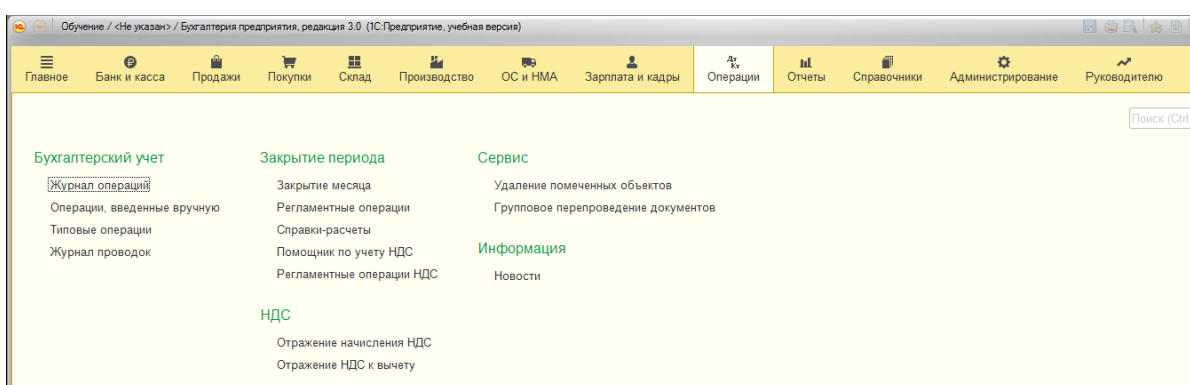 Обучение / <Не указан> / Бухгалтерия предприятия, редакция 3.0 (1С:Предприятие, учебная версия)
Главное Банк и касса Продажи Покупки Склад Производство ОС и НМА Зарплата и кадры Операции Отчеты Справочники Администрирование Руководителю
Поиск (Ctrl
Бухгалтерский учет
Журнал операций
Операции, введенные вручную
Типовые операции
Журнал проводок
Закрытие периода
Закрытие месяца
Регламентные операции
Справки-расчеты
Помощник по учету НДС
Регламентные операции НДС
НДС
Отражение начисления НДС
Отражение НДС к вычету
Сервис
Удаление помеченных объектов
Групповое перепроведение документов
Информация
Новости